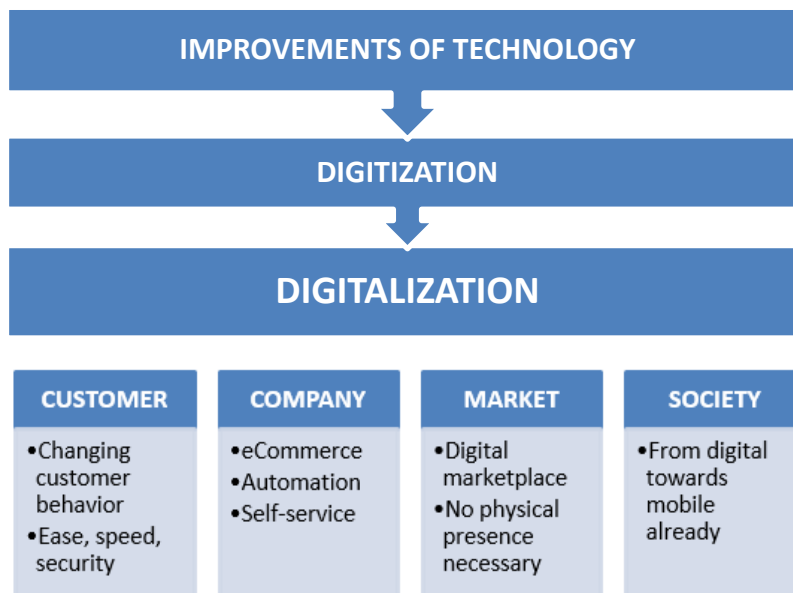 IMPROVEMENTS OF TECHNOLOGY
DIGITIZATION
DIGITALIZATION
CUSTOMER
•Changing
customer
behavior
•Ease, speed,
security
COMPANY
•eCommerce
•Automation
•Self-service
MARKET
•Digital
marketplace
•No physical
presence
necessary
SOCIETY
•From digital
towards
mobile
already